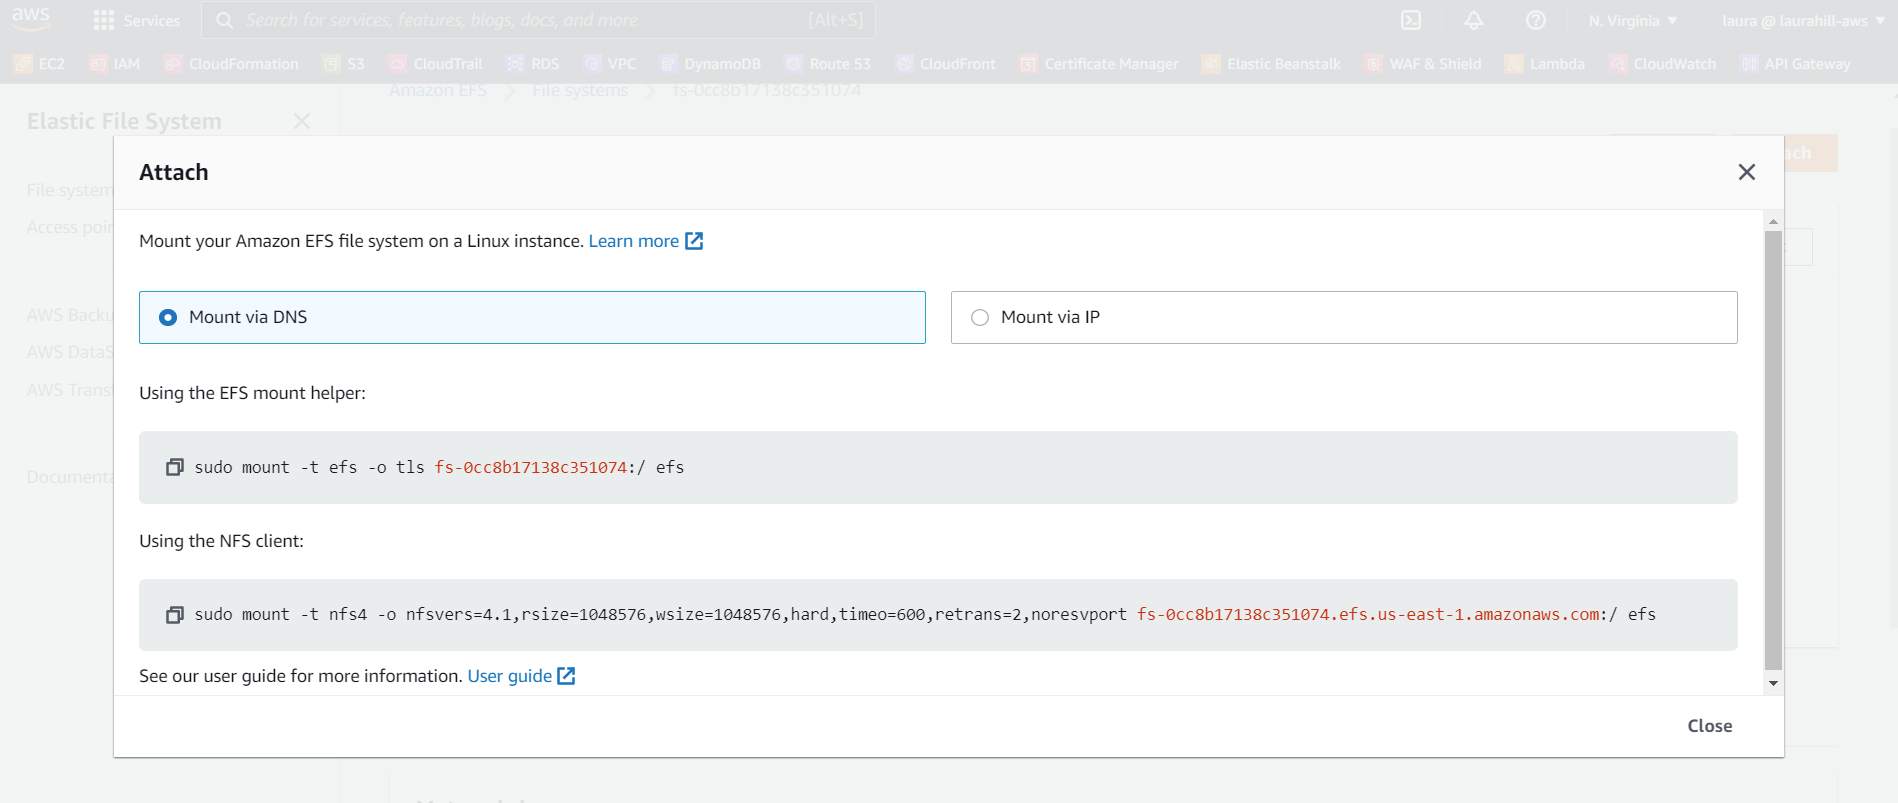 aws
Services
Search for services, features, blogs, docs, and more
[Alt+S]
N. Virginia
laura @ laurahill-aws
EC2 IAM CloudFormation S3 CloudTrail RDS VPC DynamoDB Route 53 CloudFront Certificate Manager Elastic Beanstalk WAF & Shield Lambda CloudWatch API Gateway
Amazon EFS File systems fs-0cc8b17138c351074
Elastic File System
File system
Access poin
AWS Backu
AWS DataS
AWS Transf
Documenta
ach
Attach
Mount your Amazon EFS file system on a Linux instance. Learn more
Mount via DNS
Mount via IP
Using the EFS mount helper:
sudo mount -t efs -o tls fs-0cc8b17138c351074:/ efs
Using the NFS client:
sudo mount -t nfs4 -o nfsvers=4.1,rsize=1048576,wsize=1048576,hard,timeo=600,retrans=2,noresvport fs-0cc8b17138c351074.efs.us-east-1.amazonaws.com:/ efs
See our user guide for more information. User guide
Close